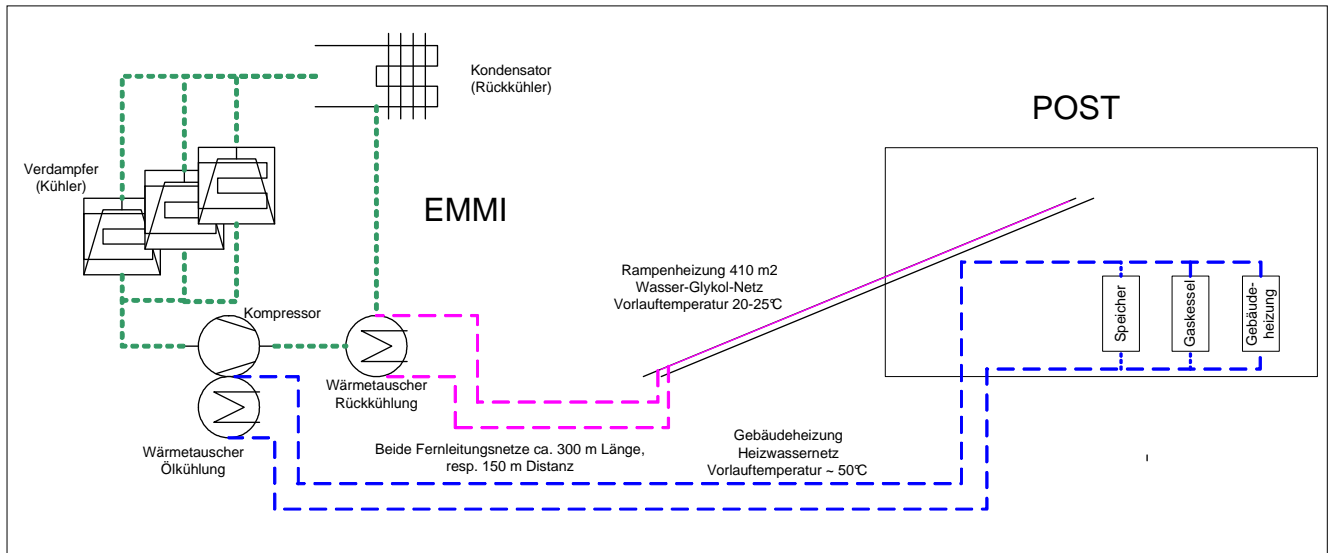 Kondensator
(Rückkühler)
POST
Verdampfer
(Kühler)
EMMI
Rampenheizung 410 m2
Wasser-Glykol-Netz
Vorlauftemperatur 20-25℃
Kompressor
Speicher
Gaskessel
Gebäude-
heizung
Wärmetauscher
Rückkühlung
Wärmetauscher
Ölkühlung
Beide Fernleitungsnetze ca. 300 m Länge,
resp. 150 m Distanz
Gebäudeheizung
Heizwassernetz
Vorlauftemperatur ~ 50℃